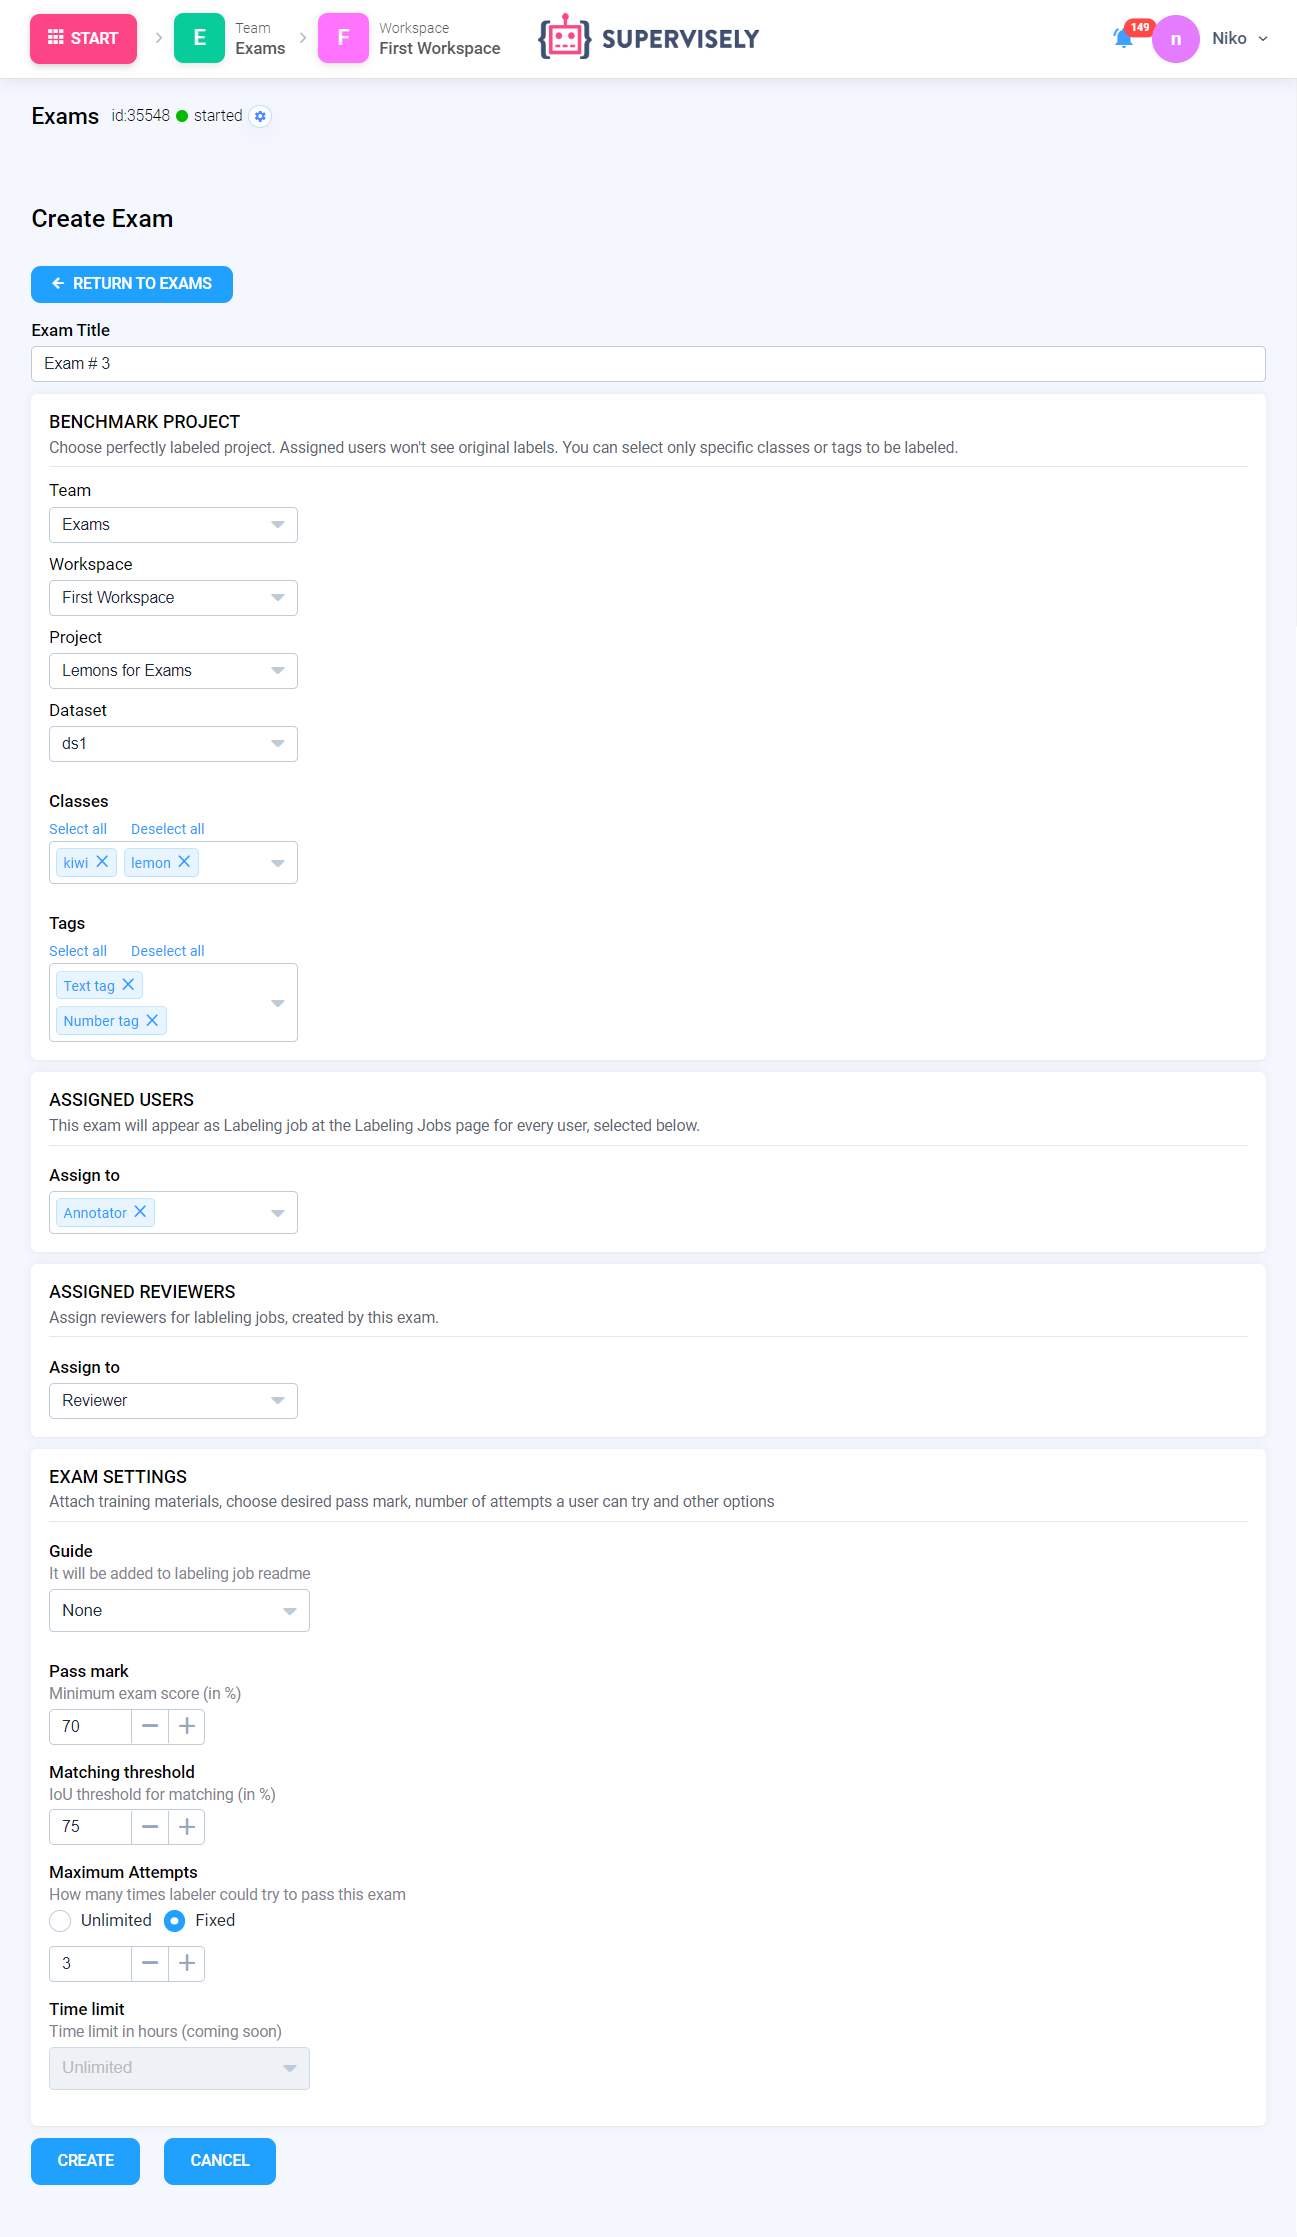 START
E
Team
Exams
F
Workspace
First Workspace
SUPERVISELY
149
n
Niko
Exams id:35548 started
Create Exam
RETURN TO EXAMS
Exam Title
Exam # 3
BENCHMARK PROJECT
Choose perfectly labeled project. Assigned users won't see original labels. You can select only specific classes or tags to be labeled.
Team
Exams
Workspace
First Workspace
Project
Lemons for Exams
Dataset
ds1
Classes
Select all Deselect all
kiwi lemon
Tags
Select all Deselect all
Text tag
Number tag
ASSIGNED USERS
This exam will appear as Labeling job at the Labeling Jobs page for every user, selected below.
Assign to
Annotator
ASSIGNED REVIEWERS
Assign reviewers for lableling jobs, created by this exam.
Assign to
Reviewer
EXAM SETTINGS
Attach training materials, choose desired pass mark, number of attempts a user can try and other options
Guide
It will be added to labeling job readme
None
Pass mark
Minimum exam score (in %)
70
Matching threshold
IoU threshold for matching (in %)
75
Maximum Attempts
How many times labeler could try to pass this exam
Unlimited Fixed
3
Time limit
Time limit in hours (coming soon)
Unlimited
CREATE CANCEL